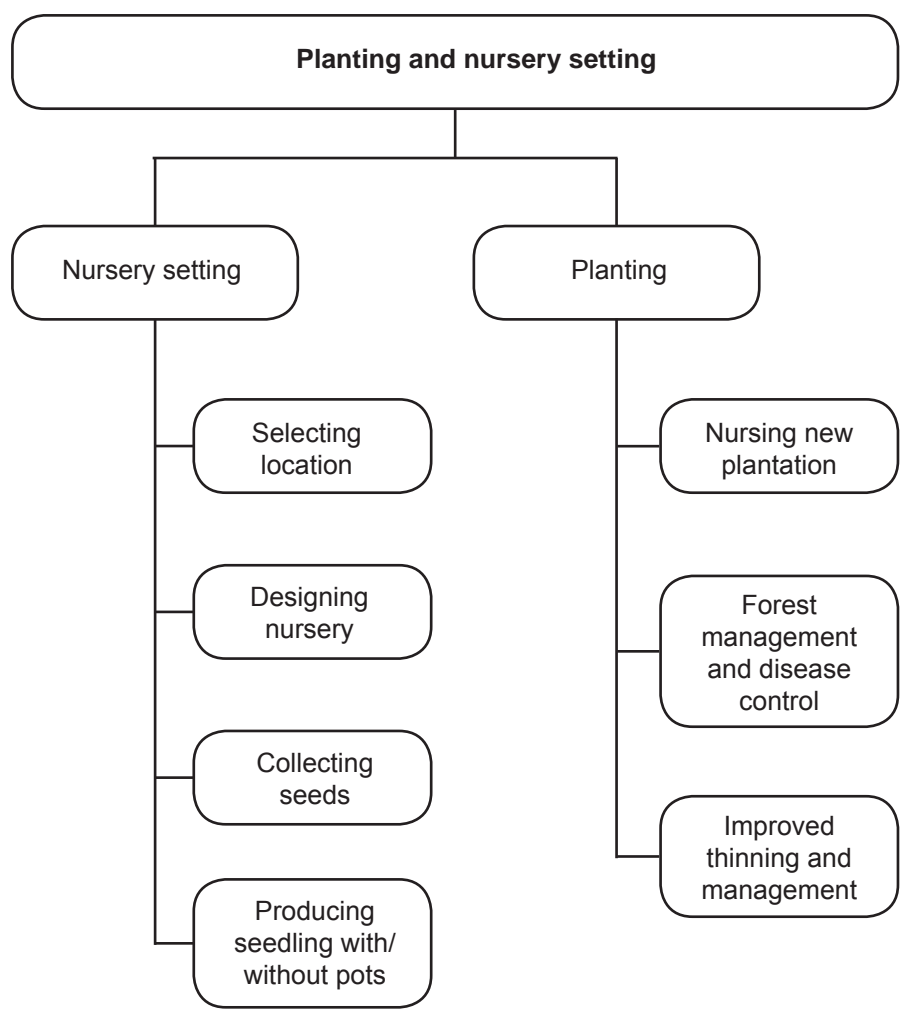 Planting and nursery setting
Nursery setting
Selecting
location
Designing
nursery
Collecting
seeds
Producing
seedling with/
without pots
Planting
Nursing new
plantation
Forest
management
and disease
control
Improved
thinning and
management